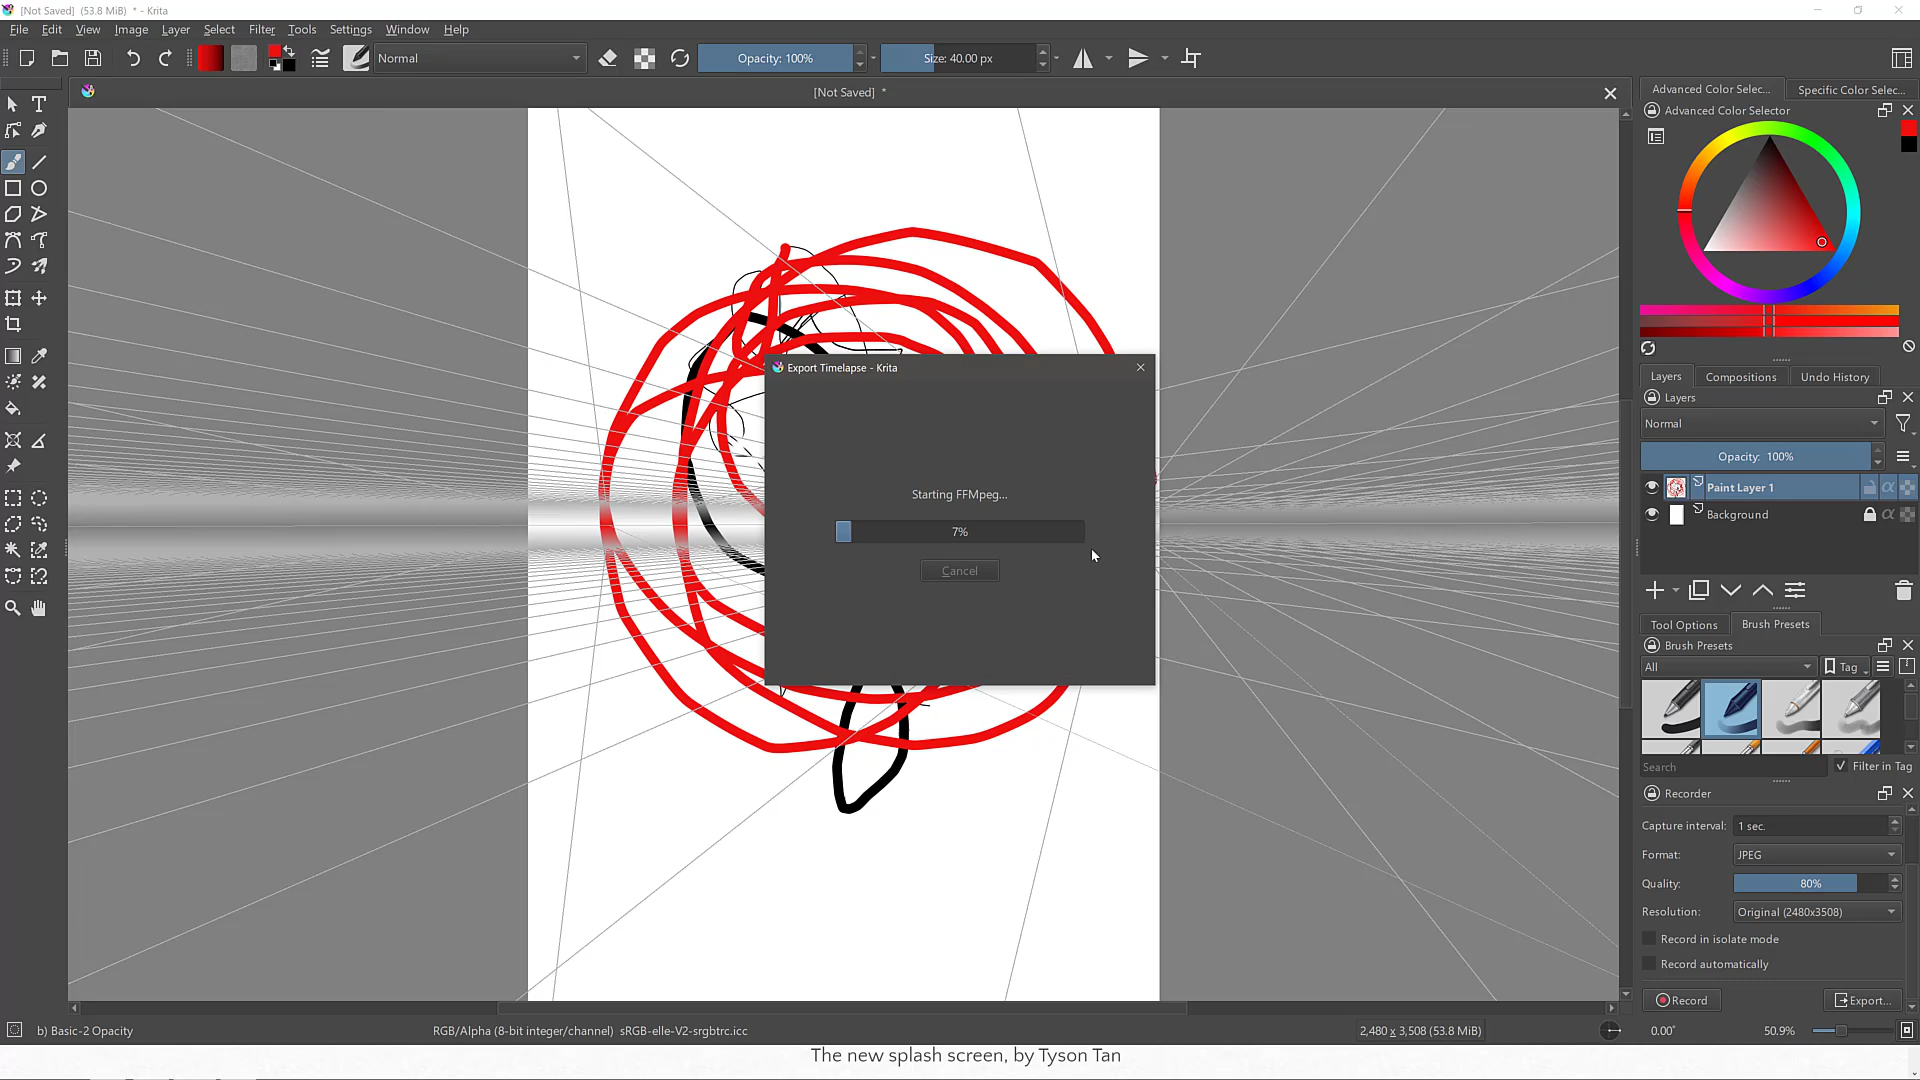 [Not Saved]  (53.8 MiB)  * - Krita
File Edit View Image Layer Select Filter Tools Settings Window Help
Normal
Opacity: 100%
Size: 40.00 px
[Not Saved]  *
Advanced Color Selec...
Specific Color Selec...
Advanced Color Selector
Export Timelapse - Krita
Starting FFMpeg...
7%
Cancel
Layers
Compositions
Undo History
Layers
Normal
Opacity:  100%
Paint Layer 1
Background
Tool Options
Brush Presets
Brush Presets
All
Tag
Search
Filter in Tag
Recorder
Capture interval: 1 sec.
Format: JPEG
Quality: 80%
Resolution: Original (2480x3508)
Record in isolate mode
Record automatically
Record
Export...
b) Basic-2 Opacity
RGB/Alpha (8-bit integer/channel)  sRGB-elle-V2-srgbtrc.icc
2,480 x 3,508 (53.8 MiB)
0.00°
50.9%
The new splash screen, by Tyson Tan